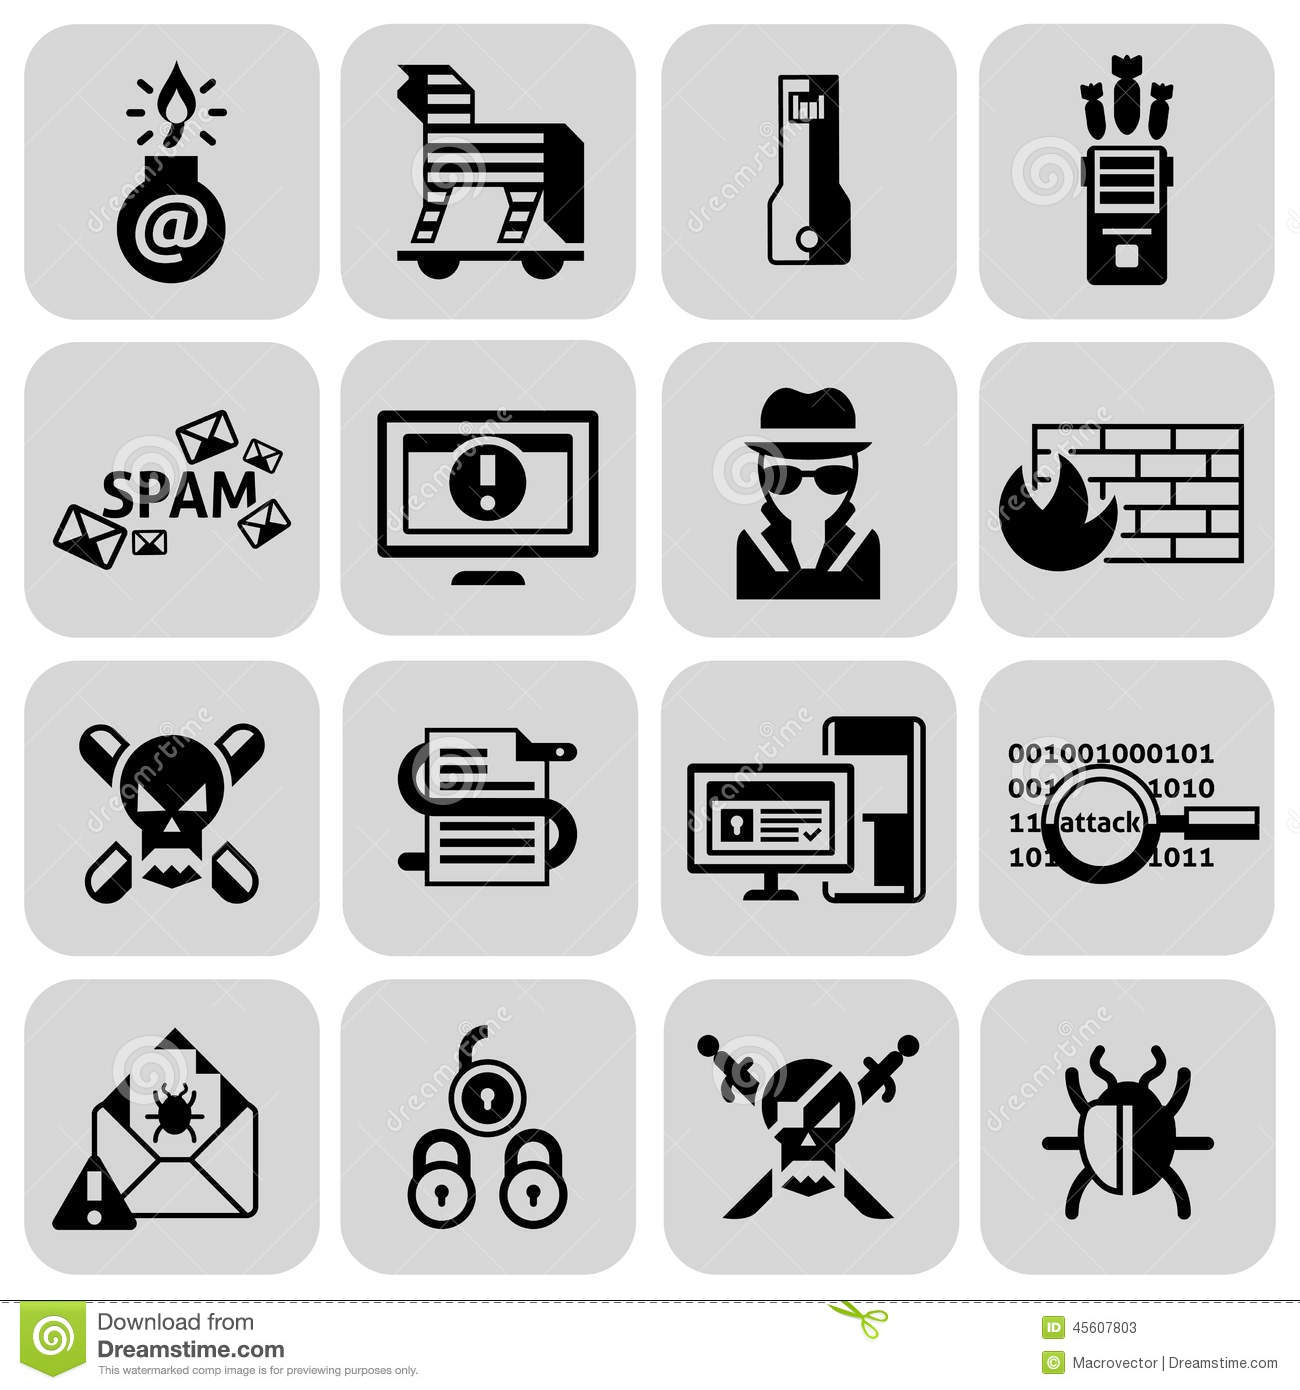 @
SPAM
001001000101
001 1010
11 attack
101 1011
Download from
Dreamstime.com
This watermarked comp image is for previewing purposes only.
ID 45607803
© Macrovector | Dreamstime.com